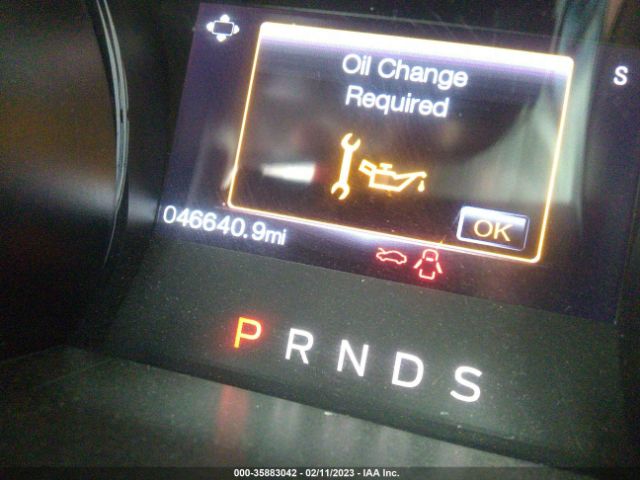 Oil Change
Required
S
046640.9mi
OK
P R N D S
000-35883042 - 02/11/2023 - IAA Inc.